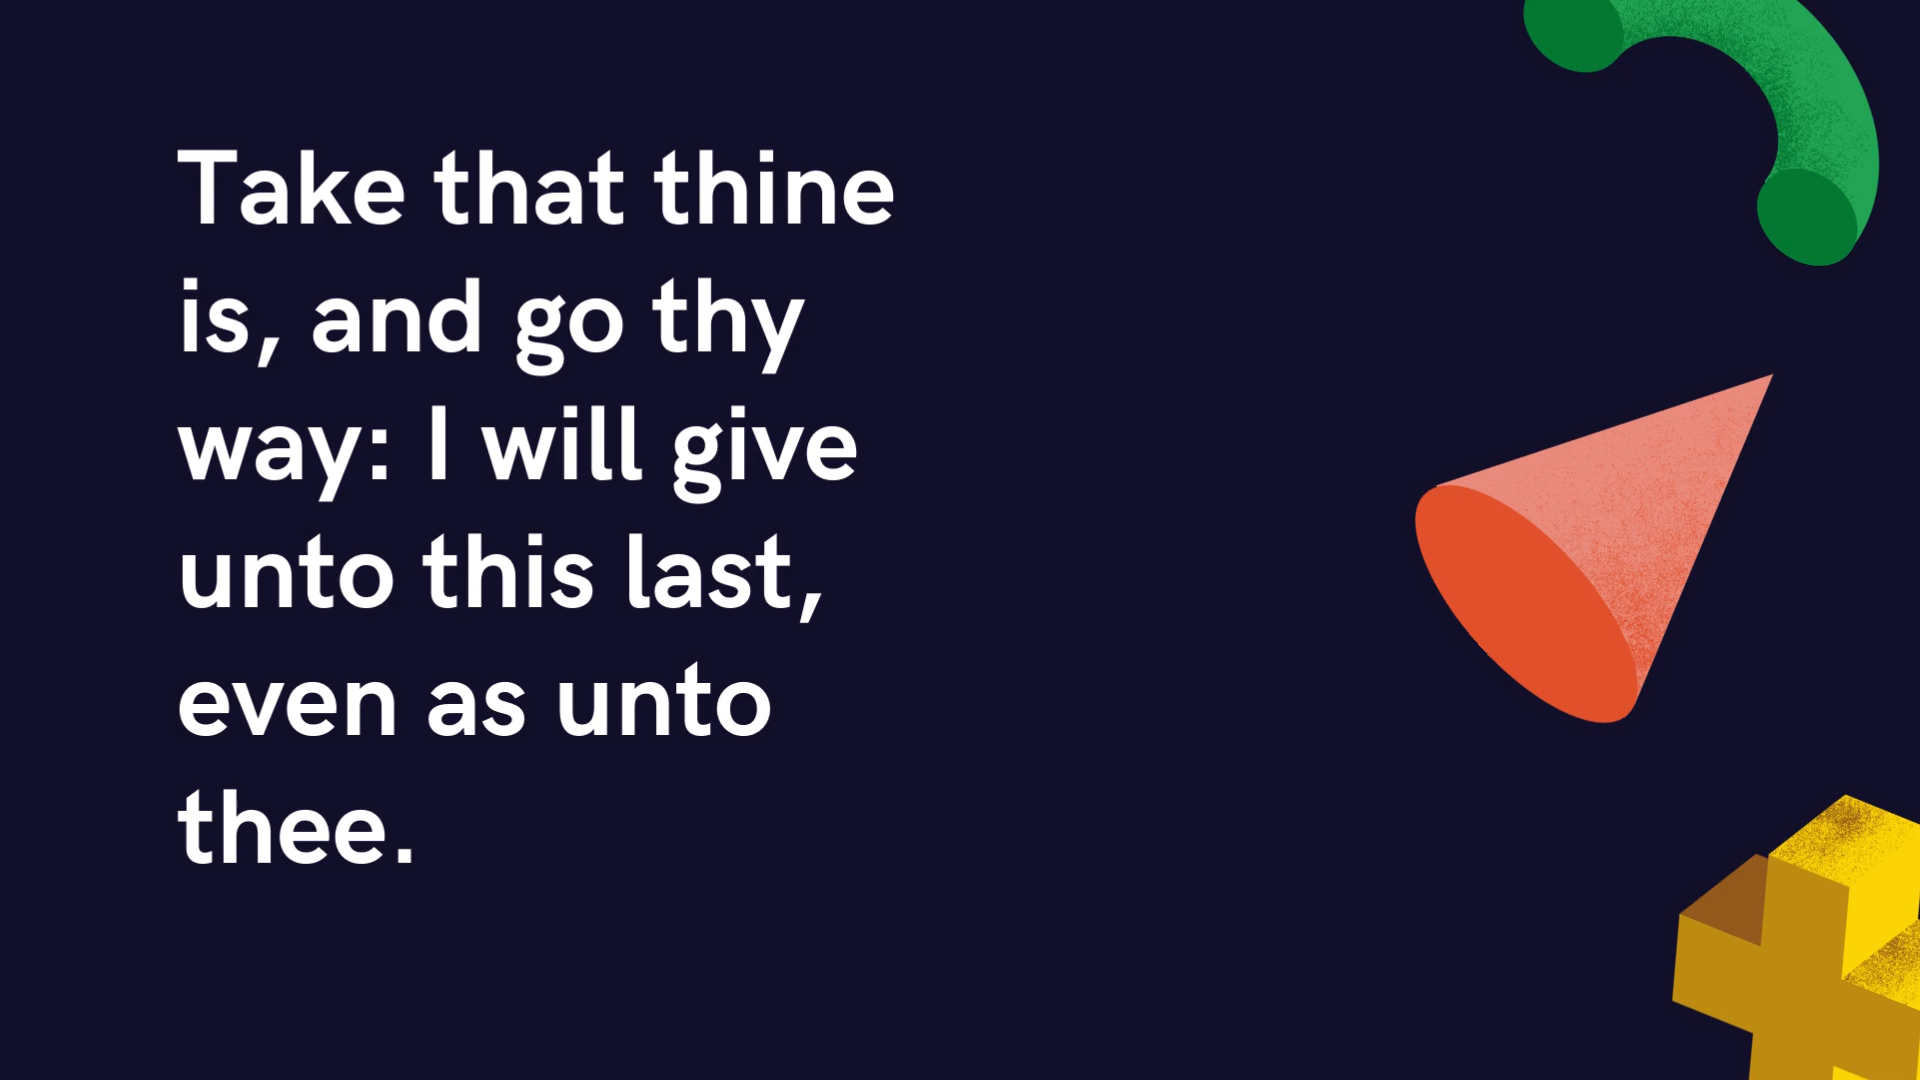 Take that thine
is, and go thy
way: I will give
unto this last,
even as unto
thee.